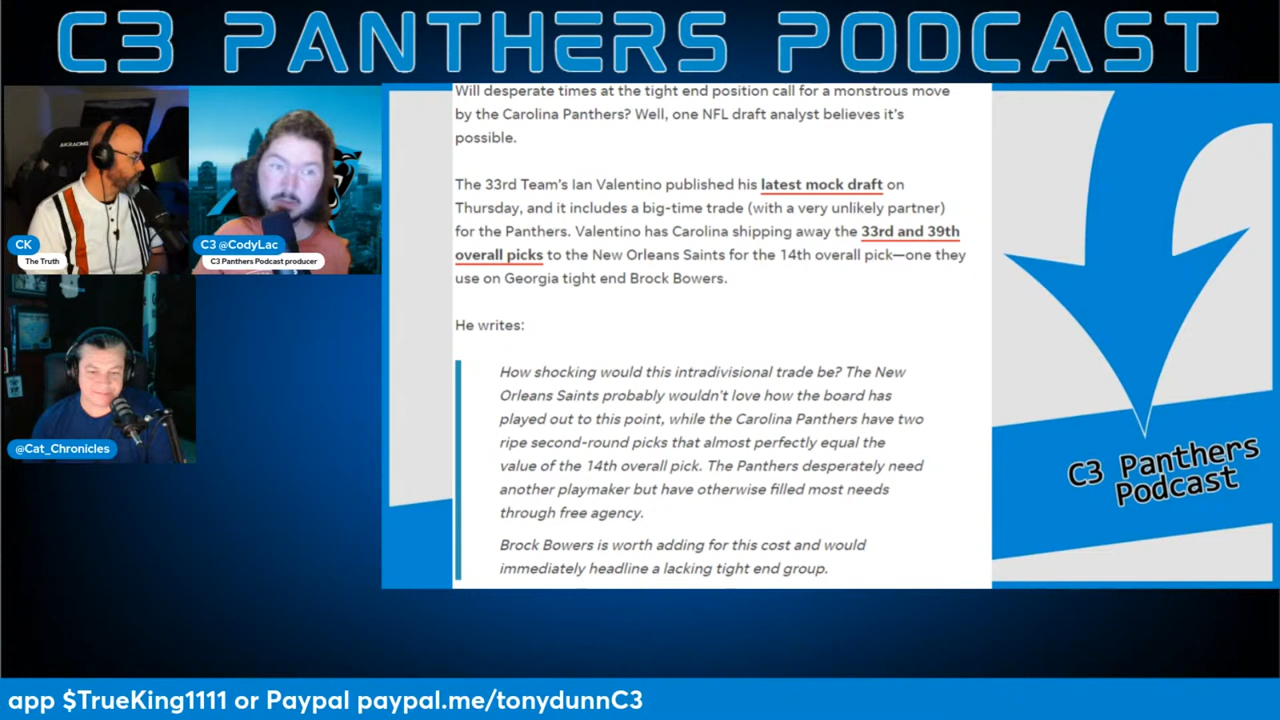 C3 PANTHERS PODCAST
CK
The Truth
C3 @CodyLac
C3 Panthers Podcast producer
@Cat_Chronicles
Will desperate times at the tight end position call for a monstrous move
by the Carolina Panthers? Well, one NFL draft analyst believes it's
possible.
The 33rd Team's Ian Valentino published his latest mock draft on
Thursday, and it includes a big-time trade (with a very unlikely partner)
for the Panthers. Valentino has Carolina shipping away the 33rd and 39th
overall picks to the New Orleans Saints for the 14th overall pick—one they
use on Georgia tight end Brock Bowers.
He writes:
How shocking would this intradivisional trade be? The New
Orleans Saints probably wouldn't love how the board has
played out to this point, while the Carolina Panthers have two
ripe second-round picks that almost perfectly equal the
value of the 14th overall pick. The Panthers desperately need
another playmaker but have otherwise filled most needs
through free agency.
Brock Bowers is worth adding for this cost and would
immediately headline a lacking tight end group.
C3 Panthers
Podcast
app $TrueKing1111 or Paypal paypal.me/tonydunnC3